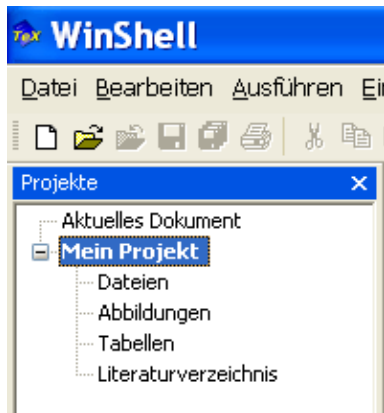 TeX WinShell
Datei Bearbeiten Ausführen
Projekte
Aktuelles Dokument
Mein Projekt
Dateien
Abbildungen
Tabellen
Literaturverzeichnis